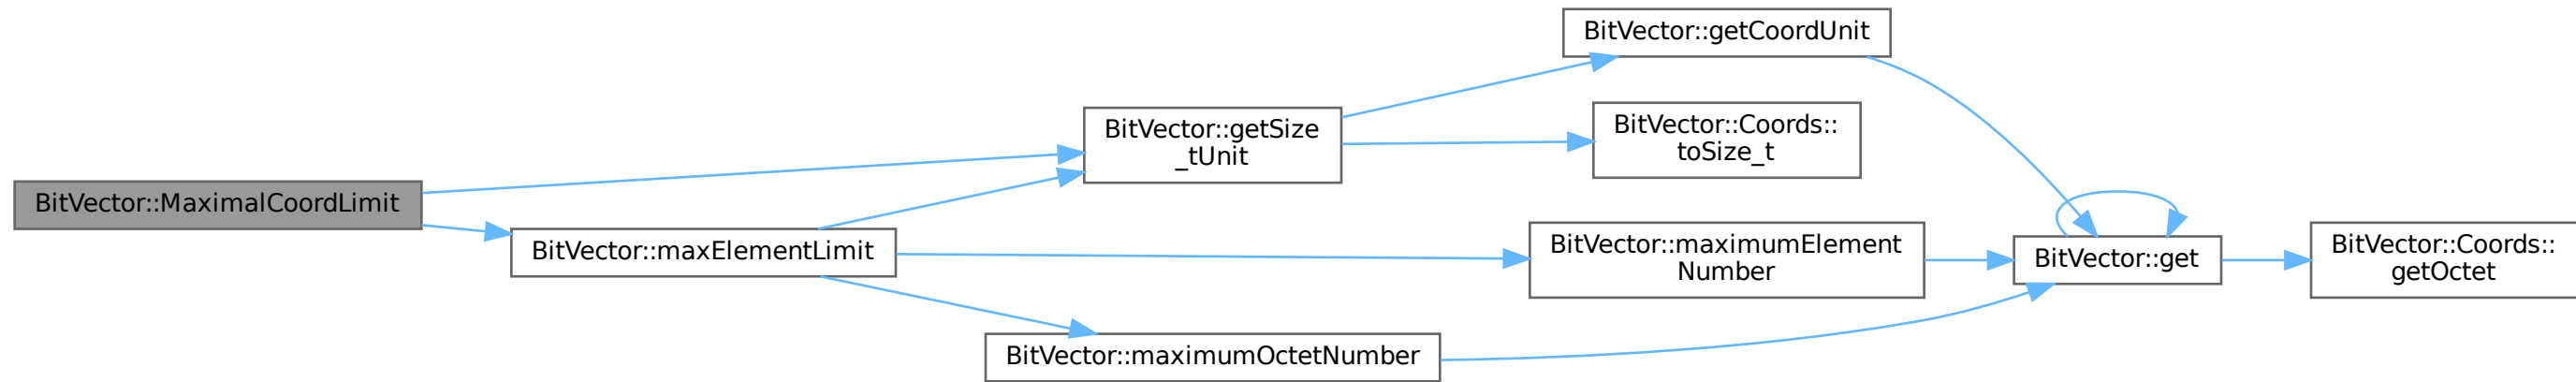 BitVector::MaximalCoordLimit
BitVector::maxElementLimit
BitVector::getSize
_tUnit
BitVector::maximumOctetNumber
BitVector::getCoordUnit
BitVector::Coords::
toSize_t
BitVector::maximumElement
Number
BitVector::get
BitVector::Coords::
getOctet